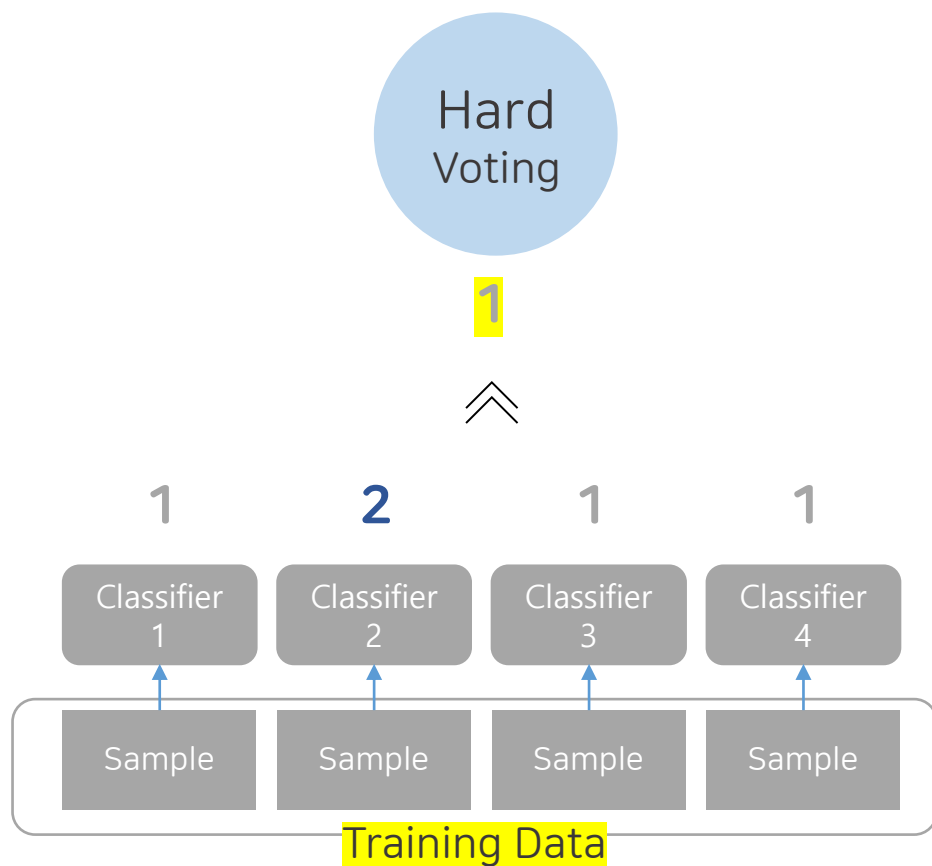 Hard
Voting
1
1 2 1 1
Classifier 1
Classifier 2
Classifier 3
Classifier 4
Sample Sample Sample Sample
Training Data